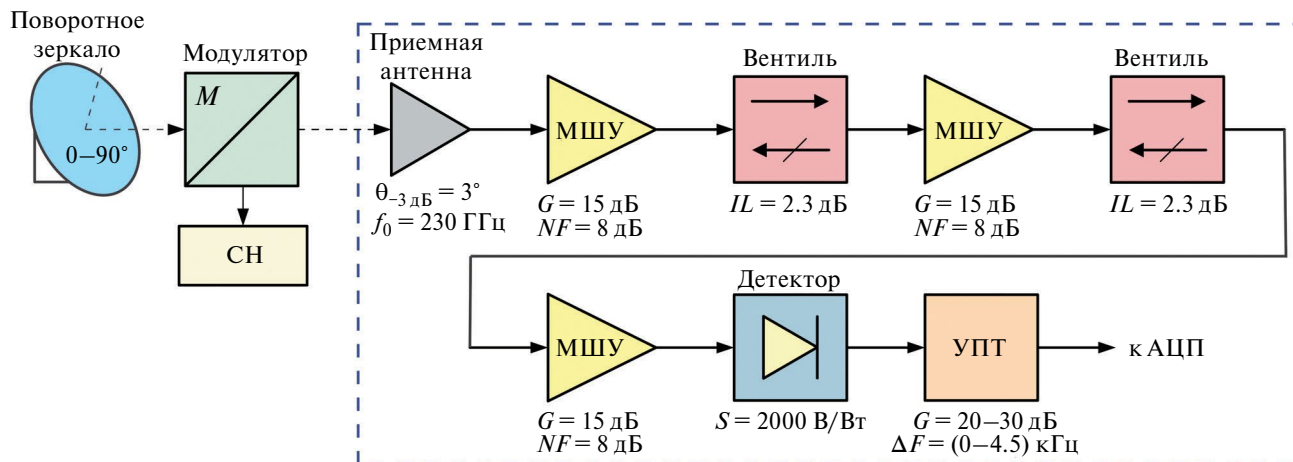 Поворотное
зеркало
0–90°
Модулятор
M
СН
Приемная
антенна
θ₋₃ дБ = 3°
f₀ = 230 ГГц
МШУ
G = 15 дБ
NF = 8 дБ
Вентиль
IL = 2.3 дБ
МШУ
G = 15 дБ
NF = 8 дБ
Вентиль
IL = 2.3 дБ
МШУ
G = 15 дБ
NF = 8 дБ
Детектор
S = 2000 В/Вт
УПТ
G = 20–30 дБ
ΔF = (0–4.5) кГц
к АЦП